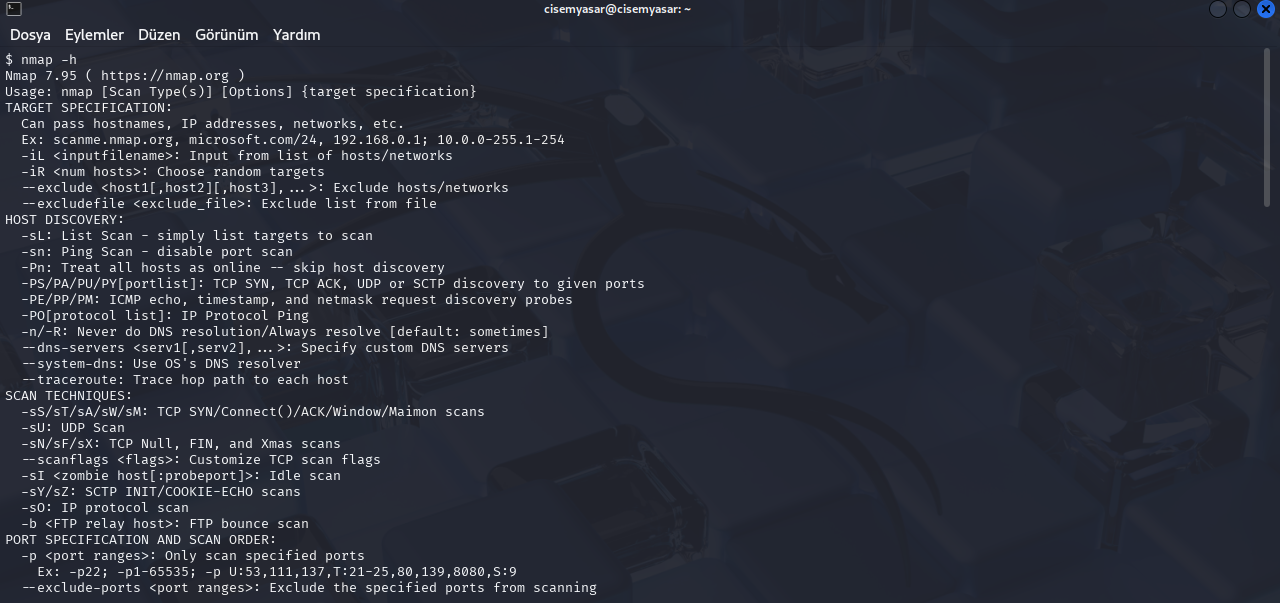 cisemyasar@cisemyasar: ~
Dosya Eylemler Düzen Görünüm Yardım
$ nmap -h
Nmap 7.95 ( https://nmap.org )
Usage: nmap [Scan Type(s)] [Options] {target specification}
TARGET SPECIFICATION:
  Can pass hostnames, IP addresses, networks, etc.
  Ex: scanme.nmap.org, microsoft.com/24, 192.168.0.1; 10.0.0-255.1-254
  -iL <inputfilename>: Input from list of hosts/networks
  -iR <num hosts>: Choose random targets
  --exclude <host1[,host2][,host3],...>: Exclude hosts/networks
  --excludefile <exclude_file>: Exclude list from file
HOST DISCOVERY:
  -sL: List Scan - simply list targets to scan
  -sn: Ping Scan - disable port scan
  -Pn: Treat all hosts as online -- skip host discovery
  -PS/PA/PU/PY[portlist]: TCP SYN, TCP ACK, UDP or SCTP discovery to given ports
  -PE/PP/PM: ICMP echo, timestamp, and netmask request discovery probes
  -PO[protocol list]: IP Protocol Ping
  -n/-R: Never do DNS resolution/Always resolve [default: sometimes]
  --dns-servers <serv1[,serv2],...>: Specify custom DNS servers
  --system-dns: Use OS's DNS resolver
  --traceroute: Trace hop path to each host
SCAN TECHNIQUES:
  -sS/sT/sA/sW/sM: TCP SYN/Connect()/ACK/Window/Maimon scans
  -sU: UDP Scan
  -sN/sF/sX: TCP Null, FIN, and Xmas scans
  --scanflags <flags>: Customize TCP scan flags
  -sI <zombie host[:probeport]>: Idle scan
  -sY/sZ: SCTP INIT/COOKIE-ECHO scans
  -sO: IP protocol scan
  -b <FTP relay host>: FTP bounce scan
PORT SPECIFICATION AND SCAN ORDER:
  -p <port ranges>: Only scan specified ports
    Ex: -p22; -p1-65535; -p U:53,111,137,T:21-25,80,139,8080,S:9
  --exclude-ports <port ranges>: Exclude the specified ports from scanning